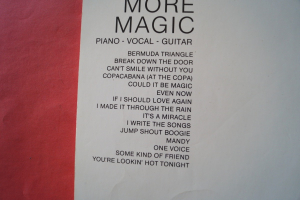 MORE
MAGIC
PIANO - VOCAL - GUITAR
BERMUDA TRIANGLE
BREAK DOWN THE DOOR
CAN'T SMILE WITHOUT YOU
COPACABANA (AT THE COPA)
COULD IT BE MAGIC
EVEN NOW
IF I SHOULD LOVE AGAIN
I MADE IT THROUGH THE RAIN
IT'S A MIRACLE
I WRITE THE SONGS
JUMP SHOUT BOOGIE
MANDY
ONE VOICE
SOME KIND OF FRIEND
YOU'RE LOOKIN' HOT TONIGHT